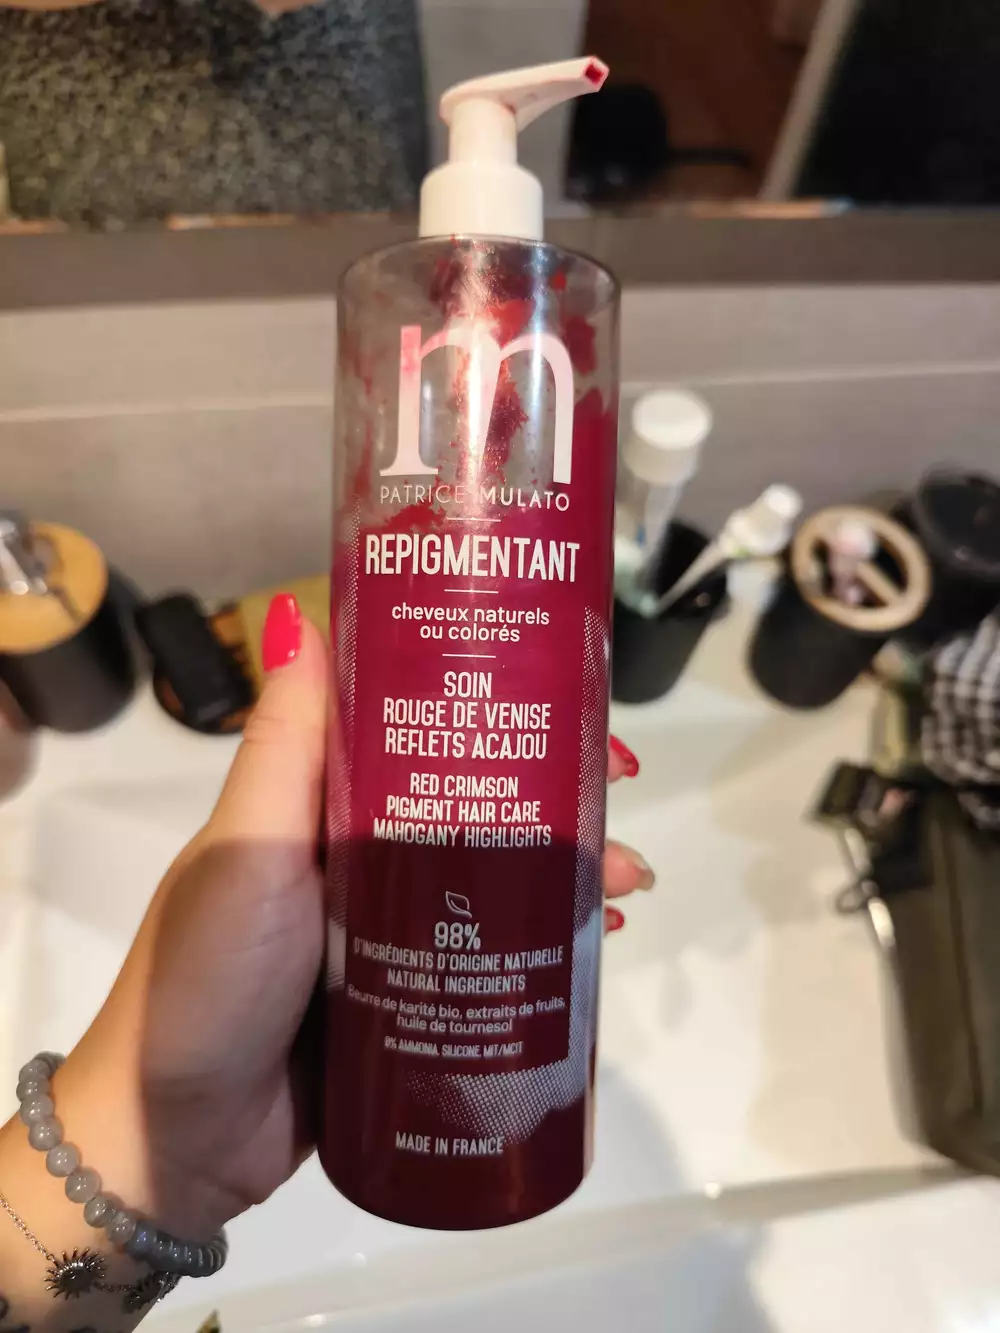 m
PATRICE MULATO
REPIGMENTANT
cheveux naturels
ou colorés
SOIN
ROUGE DE VENISE
REFLETS ACAJOU
RED CRIMSON
PIGMENT HAIR CARE
MAHOGANY HIGHLIGHTS
98%
D'INGRÉDIENTS D'ORIGINE NATURELLE
NATURAL INGREDIENTS
Beurre de karité bio, extraits de fruits,
huile de tournesol
0% AMMONIA, SILICONE, MIT/MCIT
MADE IN FRANCE